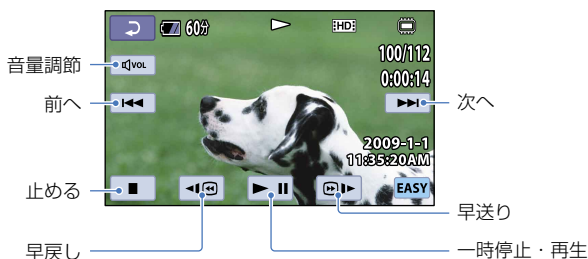 60分
HD
音量調節
VOL
100/112
0:00:14
前へ
次へ
2009-1-1
11:35:20AM
止める
EASY
早送り
早戻し
一時停止・再生